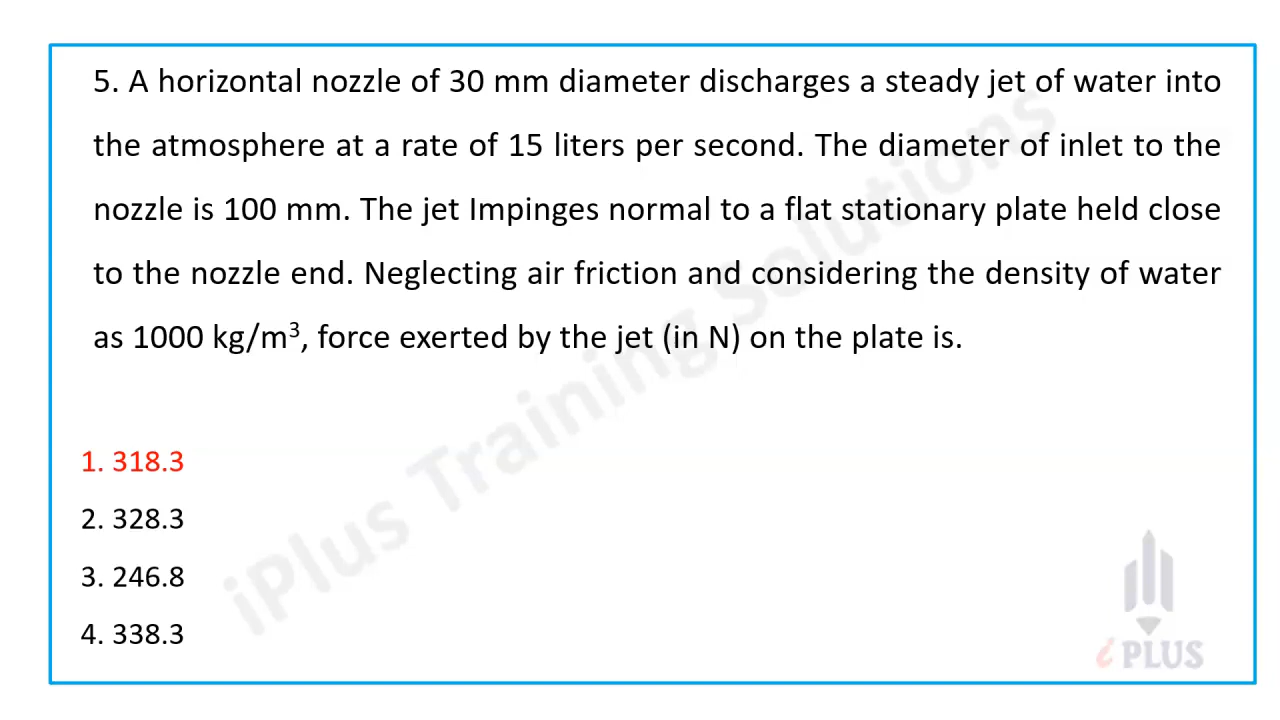 5. A horizontal nozzle of 30 mm diameter discharges a steady jet of water into
the atmosphere at a rate of 15 liters per second. The diameter of inlet to the
nozzle is 100 mm. The jet Impinges normal to a flat stationary plate held close
to the nozzle end. Neglecting air friction and considering the density of water
as 1000 kg/m³, force exerted by the jet (in N) on the plate is.
1. 318.3
2. 328.3
3. 246.8
4. 338.3
iPlus Training Solutions
i PLUS